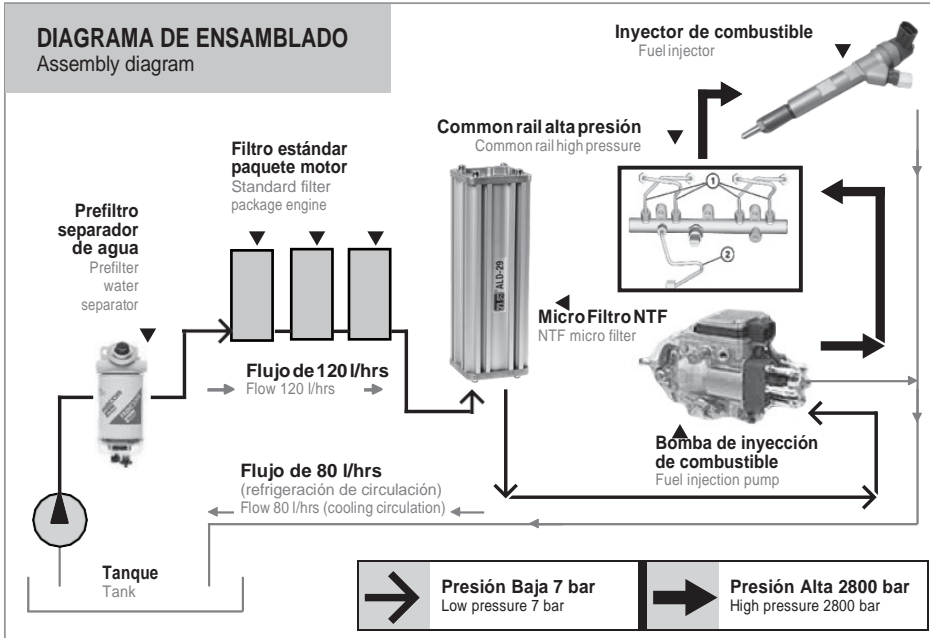 DIAGRAMA DE ENSAMBLADO
Assembly diagram
Inyector de combustible
Fuel injector
Common rail alta presión
Common rail high pressure
Filtro estándar
paquete motor
Standard filter
package engine
Prefiltro
separador
de agua
Prefilter
water
separator
1
2
ALD-29
Micro Filtro NTF
NTF micro filter
Flujo de 120 l/hrs
Flow 120 l/hrs
Bomba de inyección
de combustible
Fuel injection pump
Flujo de 80 l/hrs
(refrigeración de circulación)
Flow 80 l/hrs (cooling circulation)
Tanque
Tank
Presión Baja 7 bar
Low pressure 7 bar
Presión Alta 2800 bar
High pressure 2800 bar